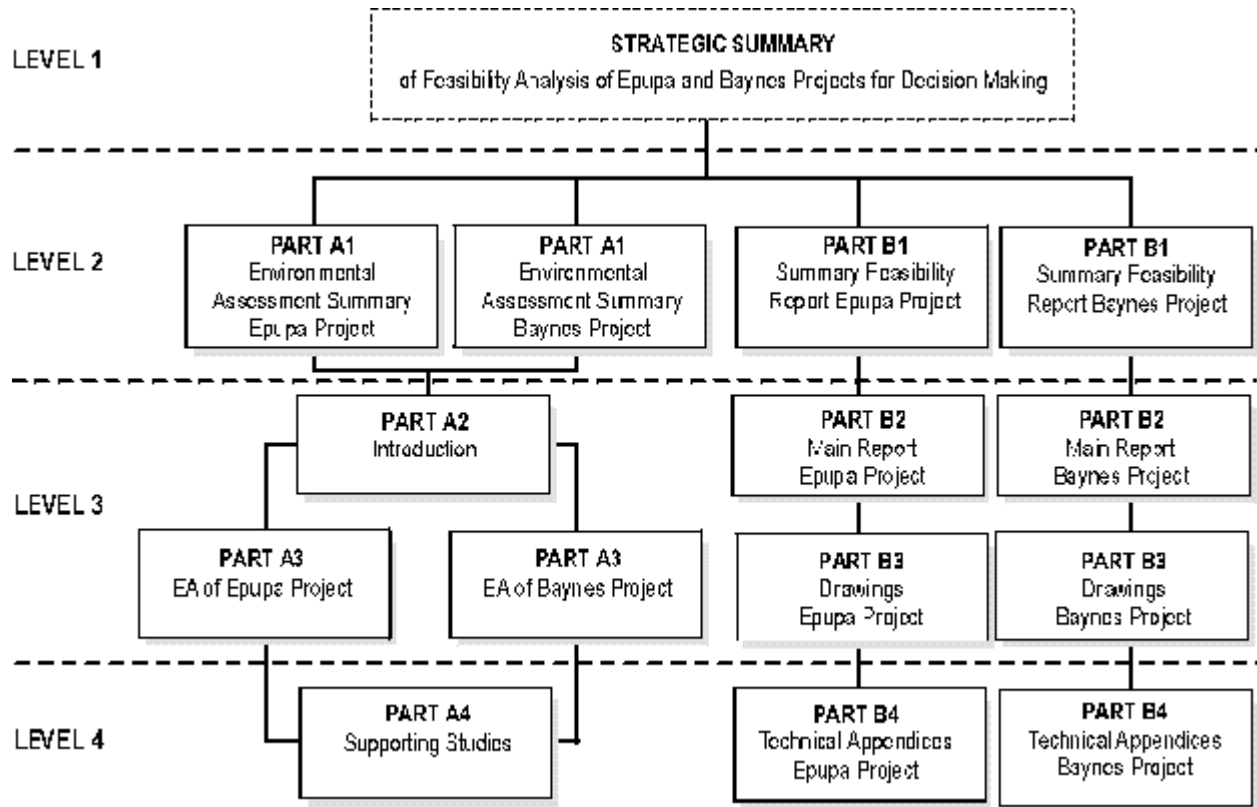 LEVEL 1
STRATEGIC SUMMARY
of Feasibility Analysis of Epupa and Baynes Projects for Decision Making
LEVEL 2
PART A1
Environmental
Assessment Summary
Epupa Project
PART A1
Environmental
Assessment Summary
Baynes Project
PART B1
Summary Feasibility
Report Epupa Project
PART B1
Summary Feasibility
Report Baynes Project
LEVEL 3
PART A2
Introduction
PART B2
Main Report
Epupa Project
PART B2
Main Report
Baynes Project
PART A3
EA of Epupa Project
PART A3
EA of Baynes Project
PART B3
Drawings
Epupa Project
PART B3
Drawings
Baynes Project
LEVEL 4
PART A4
Supporting Studies
PART B4
Technical Appendices
Epupa Project
PART B4
Technical Appendices
Baynes Project